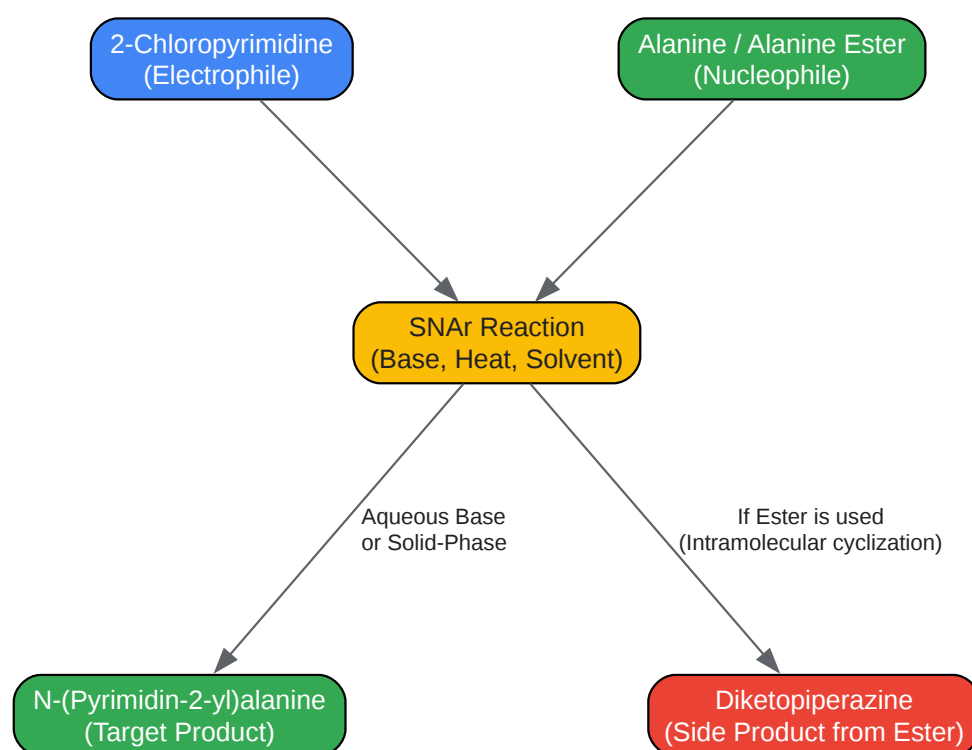 2-Chloropyrimidine
(Electrophile)
Alanine / Alanine Ester
(Nucleophile)
SNAr Reaction
(Base, Heat, Solvent)
Aqueous Base
or Solid-Phase
If Ester is used
(Intramolecular cyclization)
N-(Pyrimidin-2-yl)alanine
(Target Product)
Diketopiperazine
(Side Product from Ester)